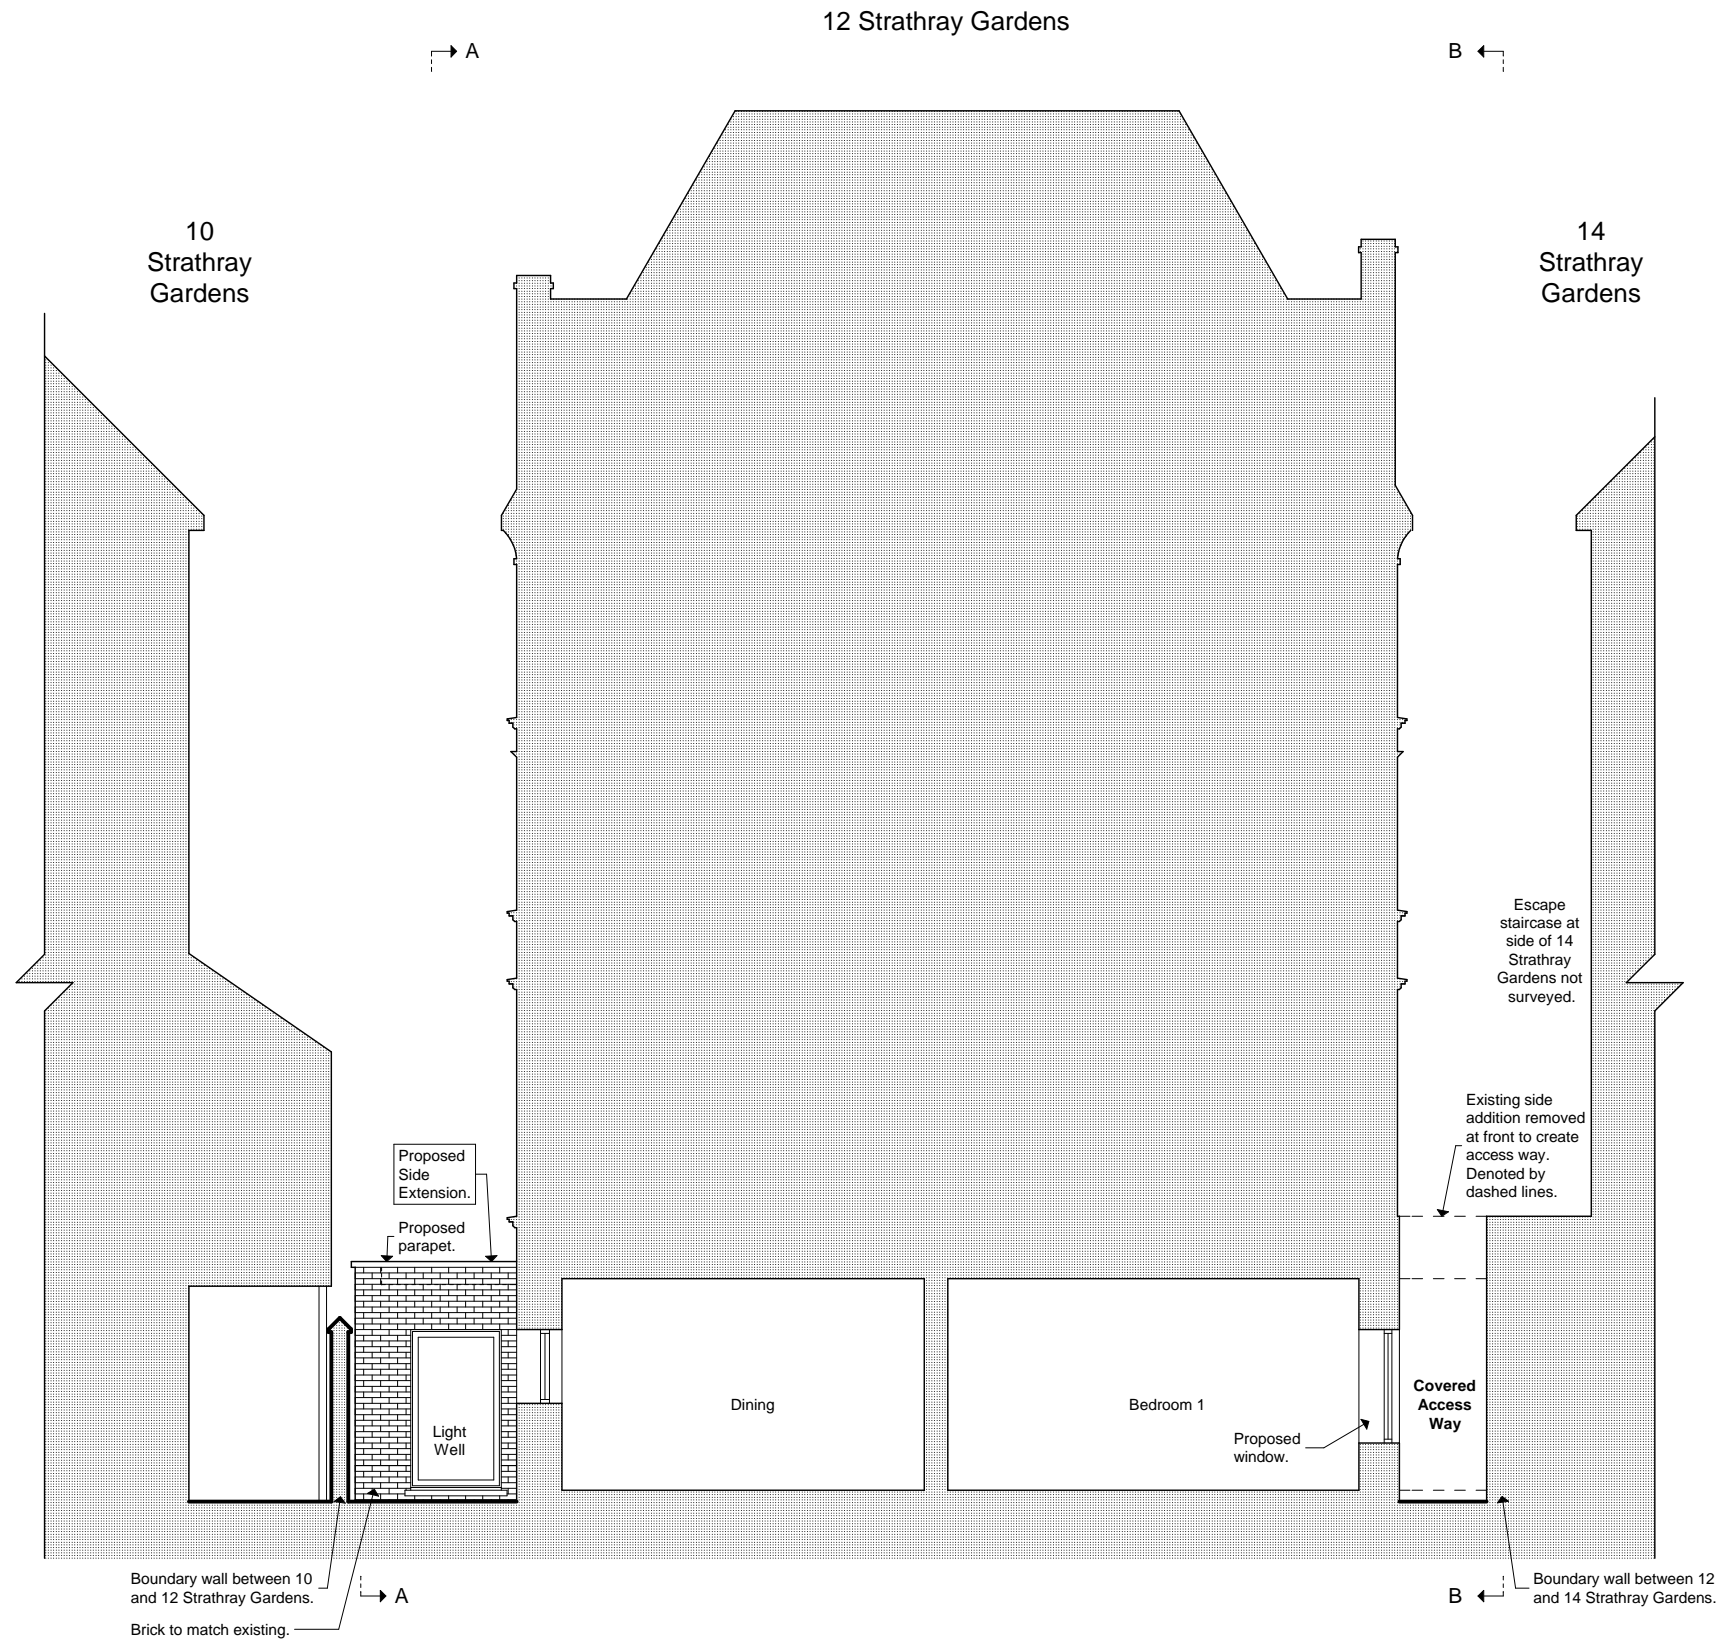 12 Strathray Gardens
A
B
10
Strathray
Gardens
14
Strathray
Gardens
Escape
staircase at
side of 14
Strathray
Gardens not
surveyed.
Existing side
addition removed
at front to create
access way.
Denoted by
dashed lines.
Proposed
Side
Extension.
Proposed
parapet.
Light
Well
Dining
Bedroom 1
Proposed
window.
Covered
Access
Way
Boundary wall between 10
and 12 Strathray Gardens.
Brick to match existing.
A
B
Boundary wall between 12
and 14 Strathray Gardens.